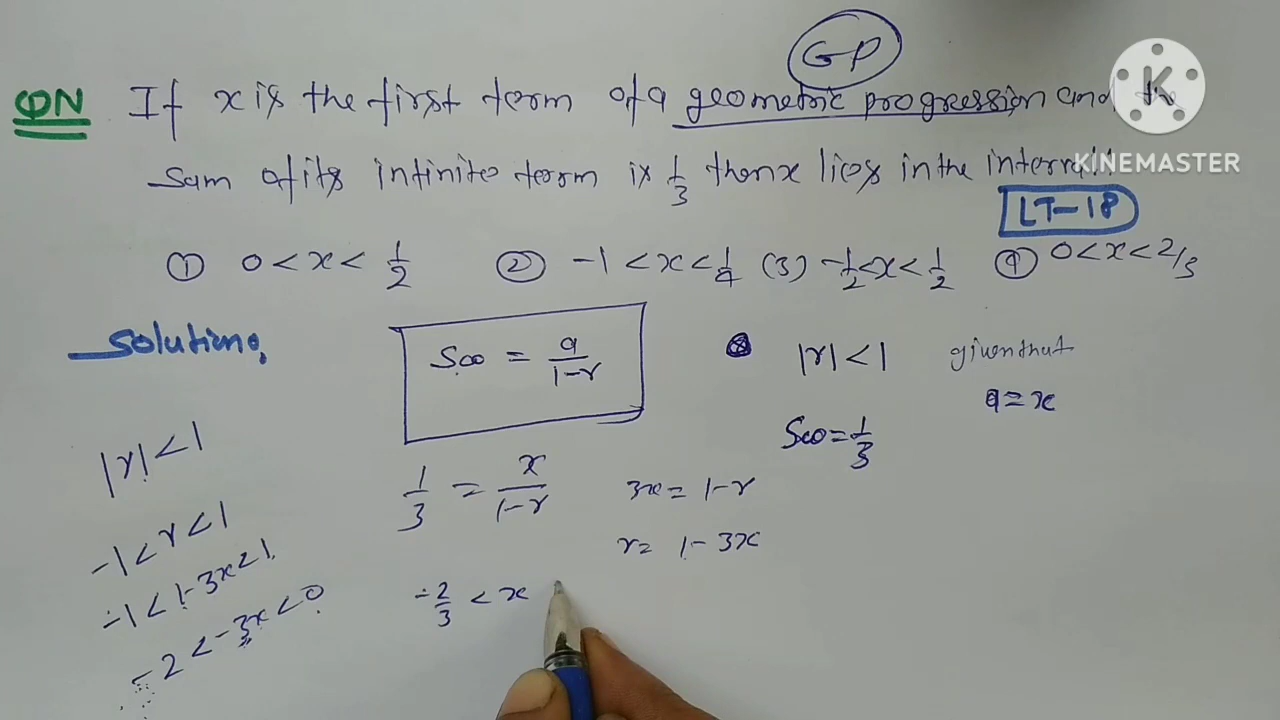 GP
QN If x is the first term of a geometric progression and the
Sum of its infinite term is 1/3 then x lies in the interval:
KINEMASTER
LT-18
① 0 < x < 1/2 ② -1 < x < 1/4 (3) -1/2 < x < 1/2 ④ 0 < x < 2/3
Solution,
S∞ = a/1-r
|r| < 1 given that
a = x
S∞ = 1/3
|r| < 1
1/3 = x/1-r 3x = 1-r
-1 < r < 1
r = 1-3x
-1 < 1-3x < 1
-2/3 < x
-2 < -3x < 0